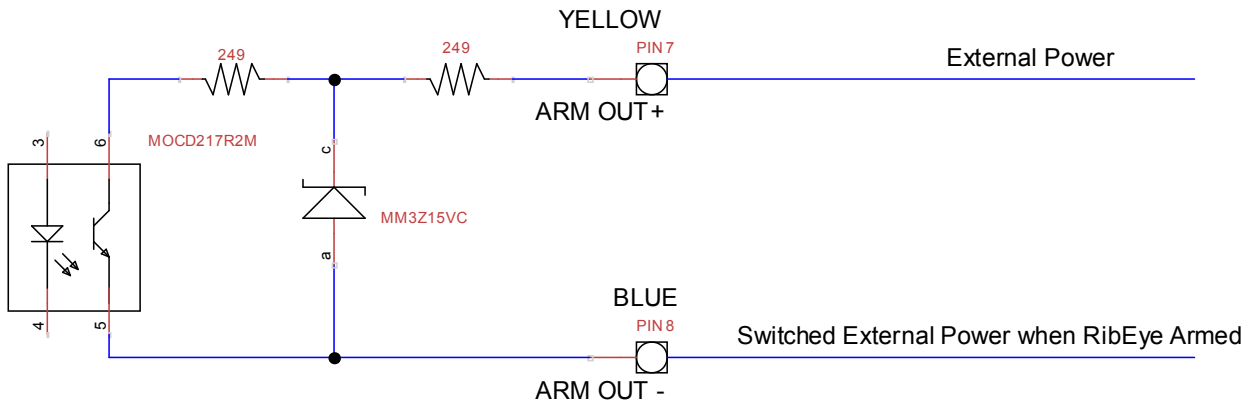 YELLOW
249
249
PIN 7
External Power
ARM OUT+
3
6
MOCD217R2M
c
MM3Z15VC
a
BLUE
4
5
PIN 8
Switched External Power when RibEye Armed
ARM OUT -